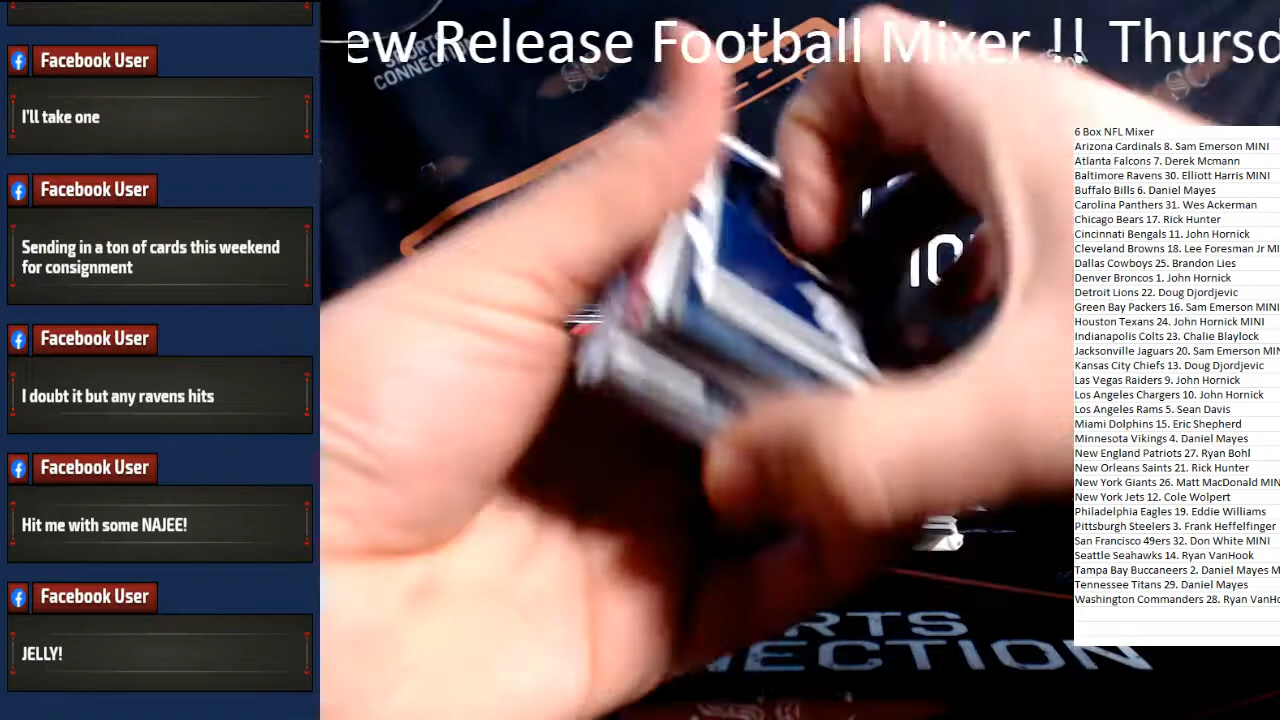 Facebook User
I'll take one
Facebook User
Sending in a ton of cards this weekend
for consignment
Facebook User
I doubt it but any ravens hits
Facebook User
Hit me with some NAJEE!
Facebook User
JELLY!
ew Release Football Mixer !! Thursd
SPORTS
CONNECTION
10
6 Box NFL Mixer
Arizona Cardinals 8. Sam Emerson MINI
Atlanta Falcons 7. Derek Mcmann
Baltimore Ravens 30. Elliott Harris MINI
Buffalo Bills 6. Daniel Mayes
Carolina Panthers 31. Wes Ackerman
Chicago Bears 17. Rick Hunter
Cincinnati Bengals 11. John Hornick
Cleveland Browns 18. Lee Foresman Jr MI
Dallas Cowboys 25. Brandon Lies
Denver Broncos 1. John Hornick
Detroit Lions 22. Doug Djordjevic
Green Bay Packers 16. Sam Emerson MINI
Houston Texans 24. John Hornick MINI
Indianapolis Colts 23. Chalie Blaylock
Jacksonville Jaguars 20. Sam Emerson MIN
Kansas City Chiefs 13. Doug Djordjevic
Las Vegas Raiders 9. John Hornick
Los Angeles Chargers 10. John Hornick
Los Angeles Rams 5. Sean Davis
Miami Dolphins 15. Eric Shepherd
Minnesota Vikings 4. Daniel Mayes
New England Patriots 27. Ryan Bohl
New Orleans Saints 21. Rick Hunter
New York Giants 26. Matt MacDonald MIN
New York Jets 12. Cole Wolpert
Philadelphia Eagles 19. Eddie Williams
Pittsburgh Steelers 3. Frank Heffelfinger
San Francisco 49ers 32. Don White MINI
Seattle Seahawks 14. Ryan VanHook
Tampa Bay Buccaneers 2. Daniel Mayes M
Tennessee Titans 29. Daniel Mayes
Washington Commanders 28. Ryan VanHo
RTS
NECTION